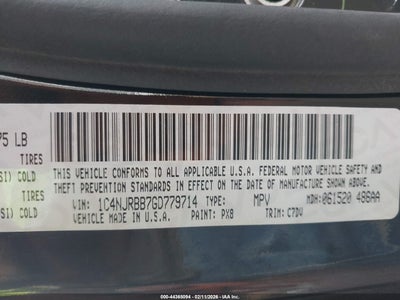 75 LB
TIRES
SI) COLD
TIRES
SI) COLD
THIS VEHICLE CONFORMS TO ALL APPLICABLE U.S.A. FEDERAL MOTOR VEHICLE SAFETY AND
THEFT PREVENTION STANDARDS IN EFFECT ON THE DATE OF MANUFACTURE SHOWN ABOVE.
VIN: 1C4NJRBB7GD779714 TYPE: MPV MDH: 061520 486AA
VEHICLE MADE IN U.S.A. PAINT: PX8 TRIM: C7DV
000-44365094 - 02/11/2026 - IAA Inc.